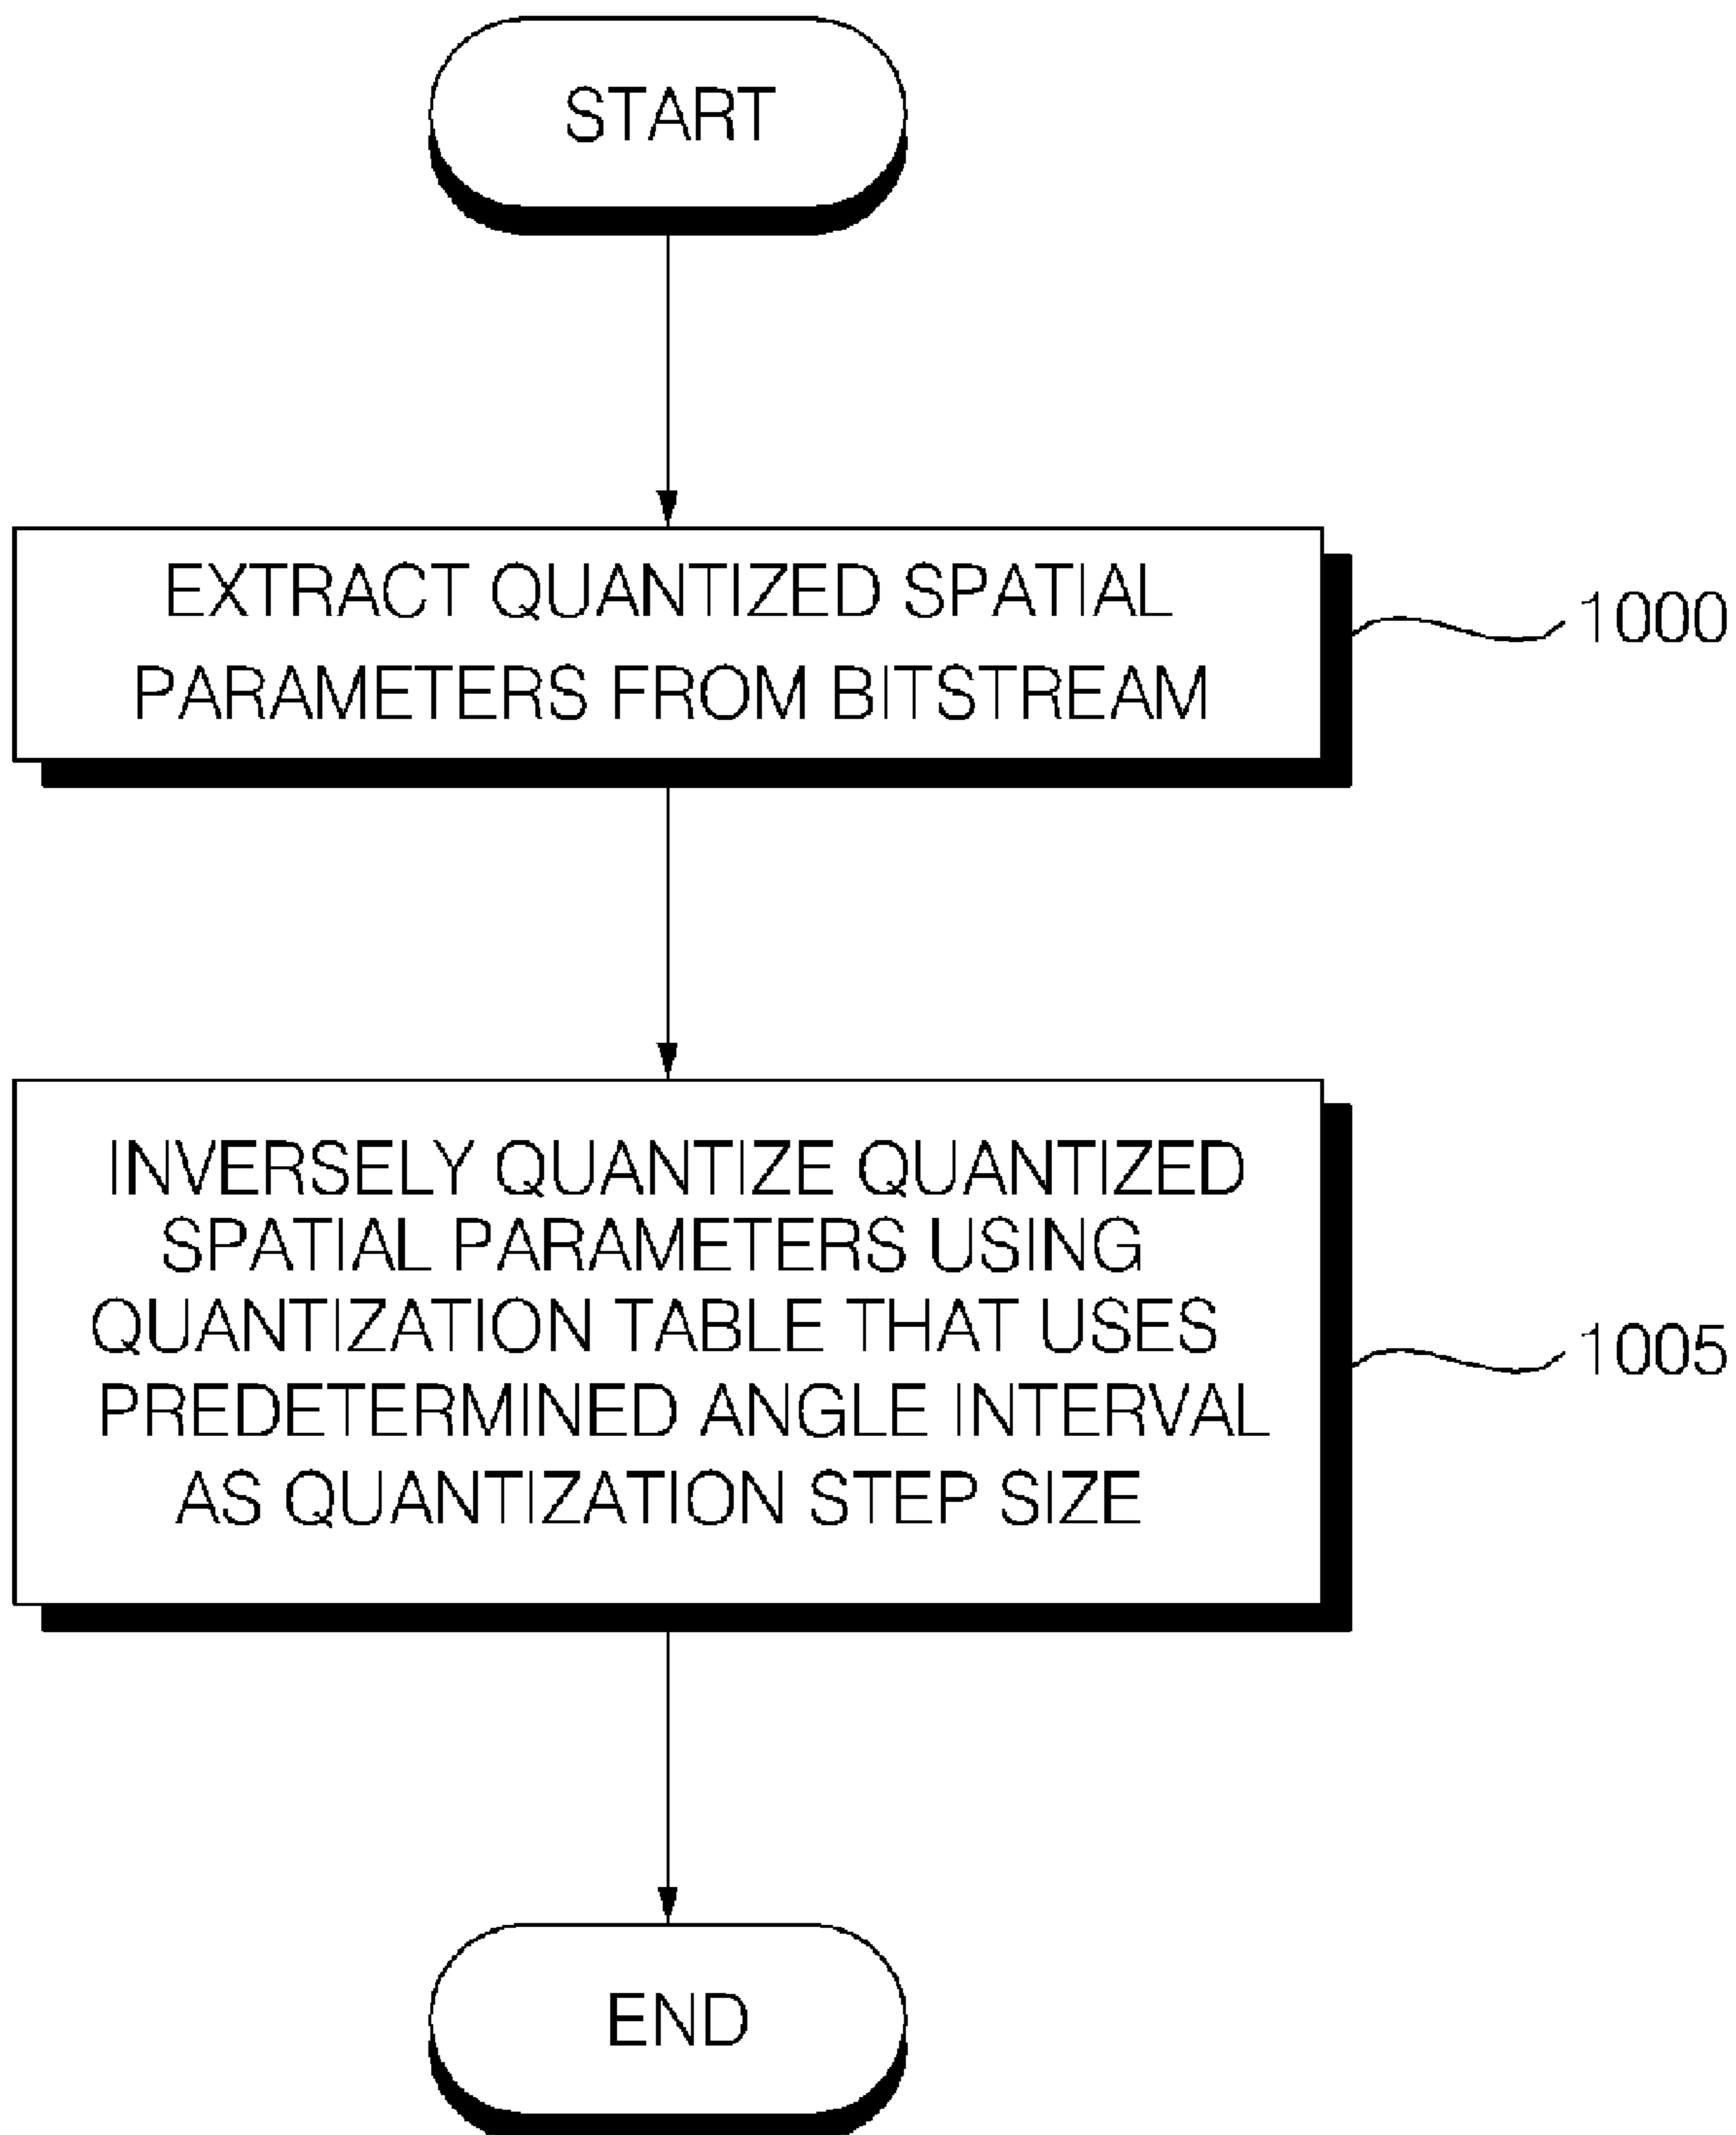 START
EXTRACT QUANTIZED SPATIAL
PARAMETERS FROM BITSTREAM
1000
INVERSELY QUANTIZE QUANTIZED
SPATIAL PARAMETERS USING
QUANTIZATION TABLE THAT USES
PREDETERMINED ANGLE INTERVAL
AS QUANTIZATION STEP SIZE
1005
END